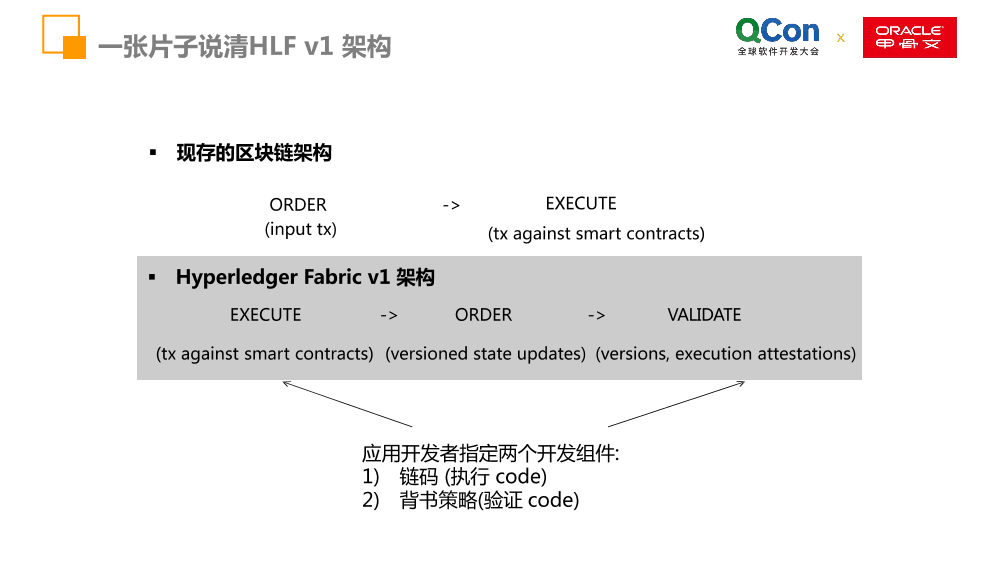 一张片子说清HLF v1 架构
QCon
全球软件开发大会
x
ORACLE
甲骨文
▪ 现存的区块链架构
ORDER -> EXECUTE
(input tx) (tx against smart contracts)
▪ Hyperledger Fabric v1 架构
EXECUTE -> ORDER -> VALIDATE
(tx against smart contracts) (versioned state updates) (versions, execution attestations)
应用开发者指定两个开发组件:
1) 链码 (执行 code)
2) 背书策略(验证 code)